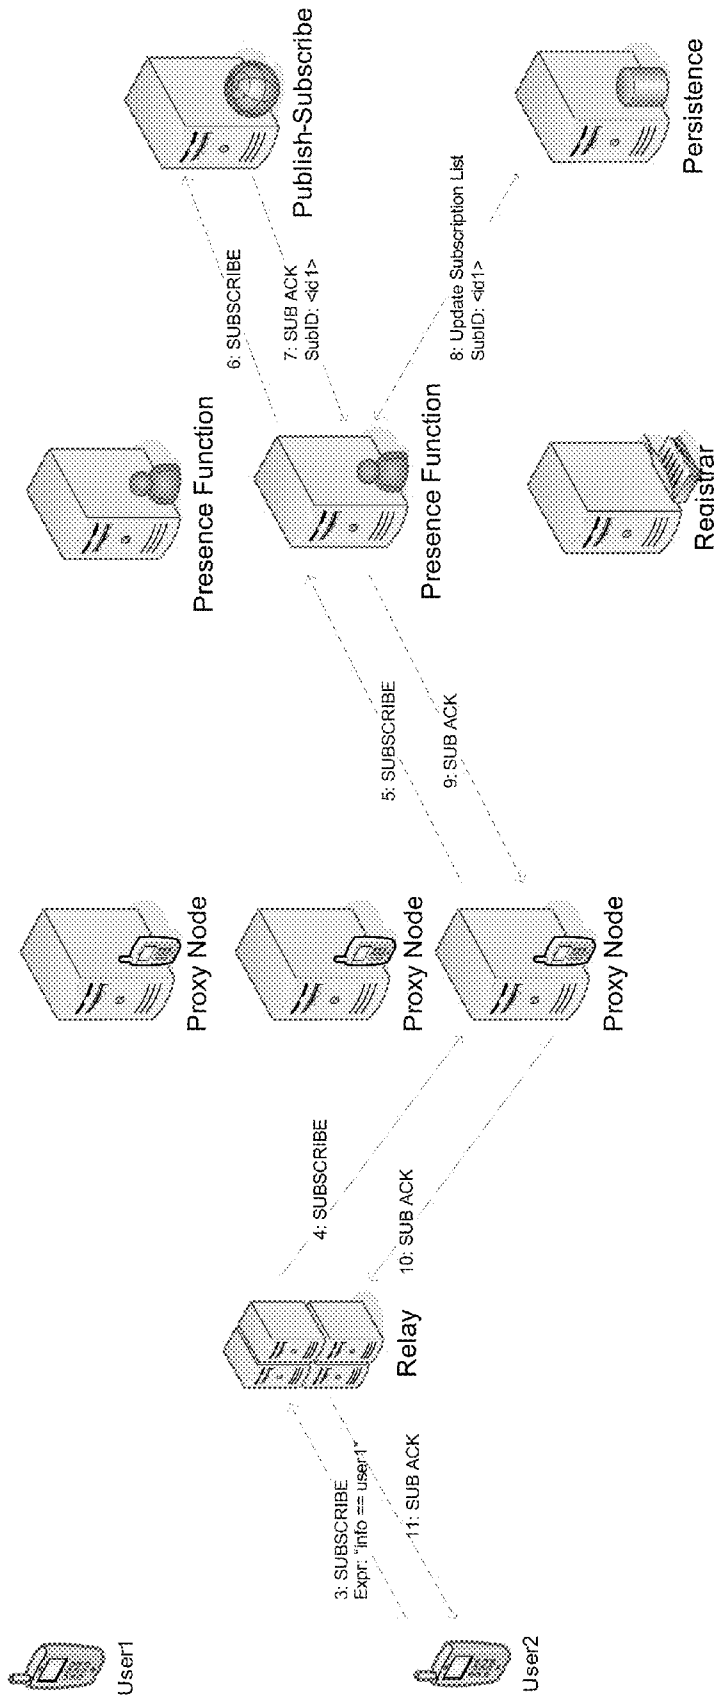 User1
User2
3: SUBSCRIBE
Expr: "info == user1"
11: SUB ACK
Relay
4: SUBSCRIBE
10: SUB ACK
Proxy Node
Proxy Node
Proxy Node
5: SUBSCRIBE
9: SUB ACK
Presence Function
Presence Function
Registrar
6: SUBSCRIBE
7: SUB ACK
SubID: <id1>
8: Update Subscription List
SubID: <id1>
Publish-Subscribe
Persistence